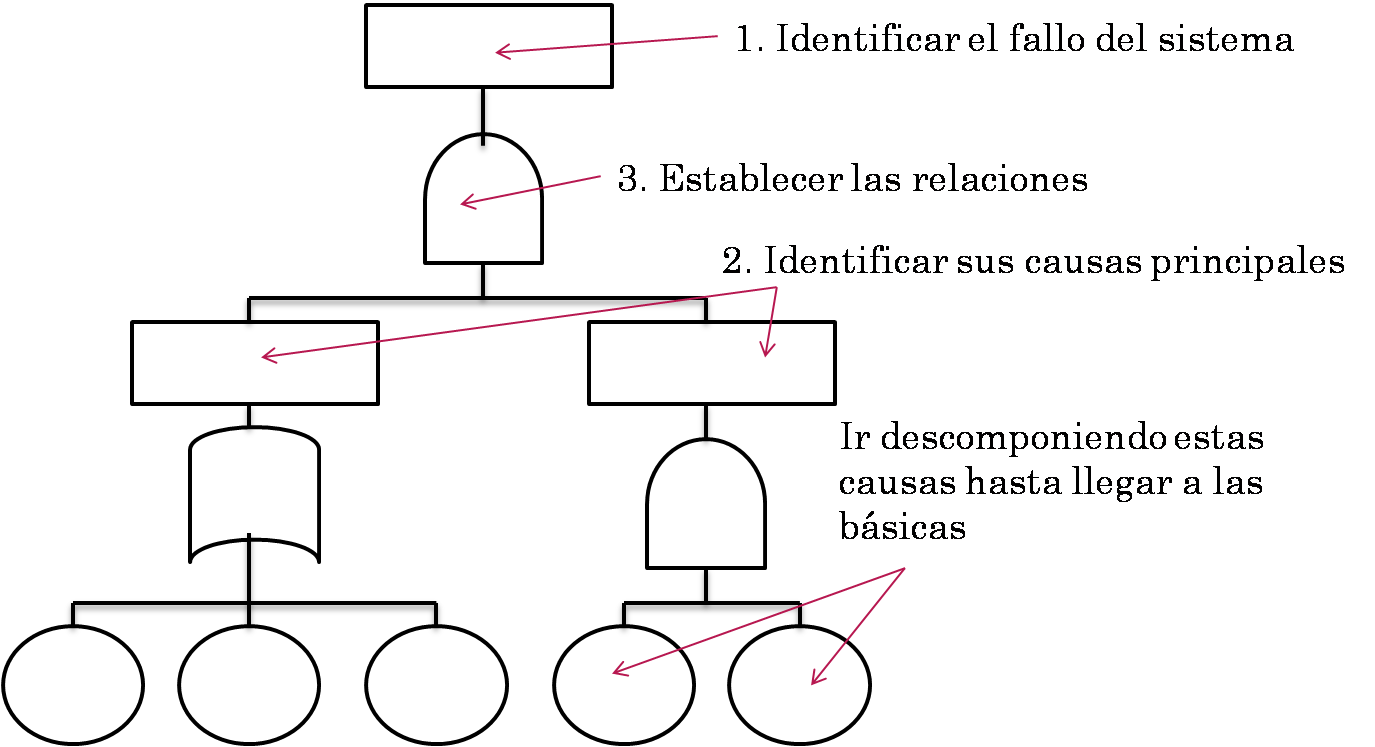 1. Identificar el fallo del sistema
3. Establecer las relaciones
2. Identificar sus causas principales
Ir descomponiendo estas
causas hasta llegar a las
básicas